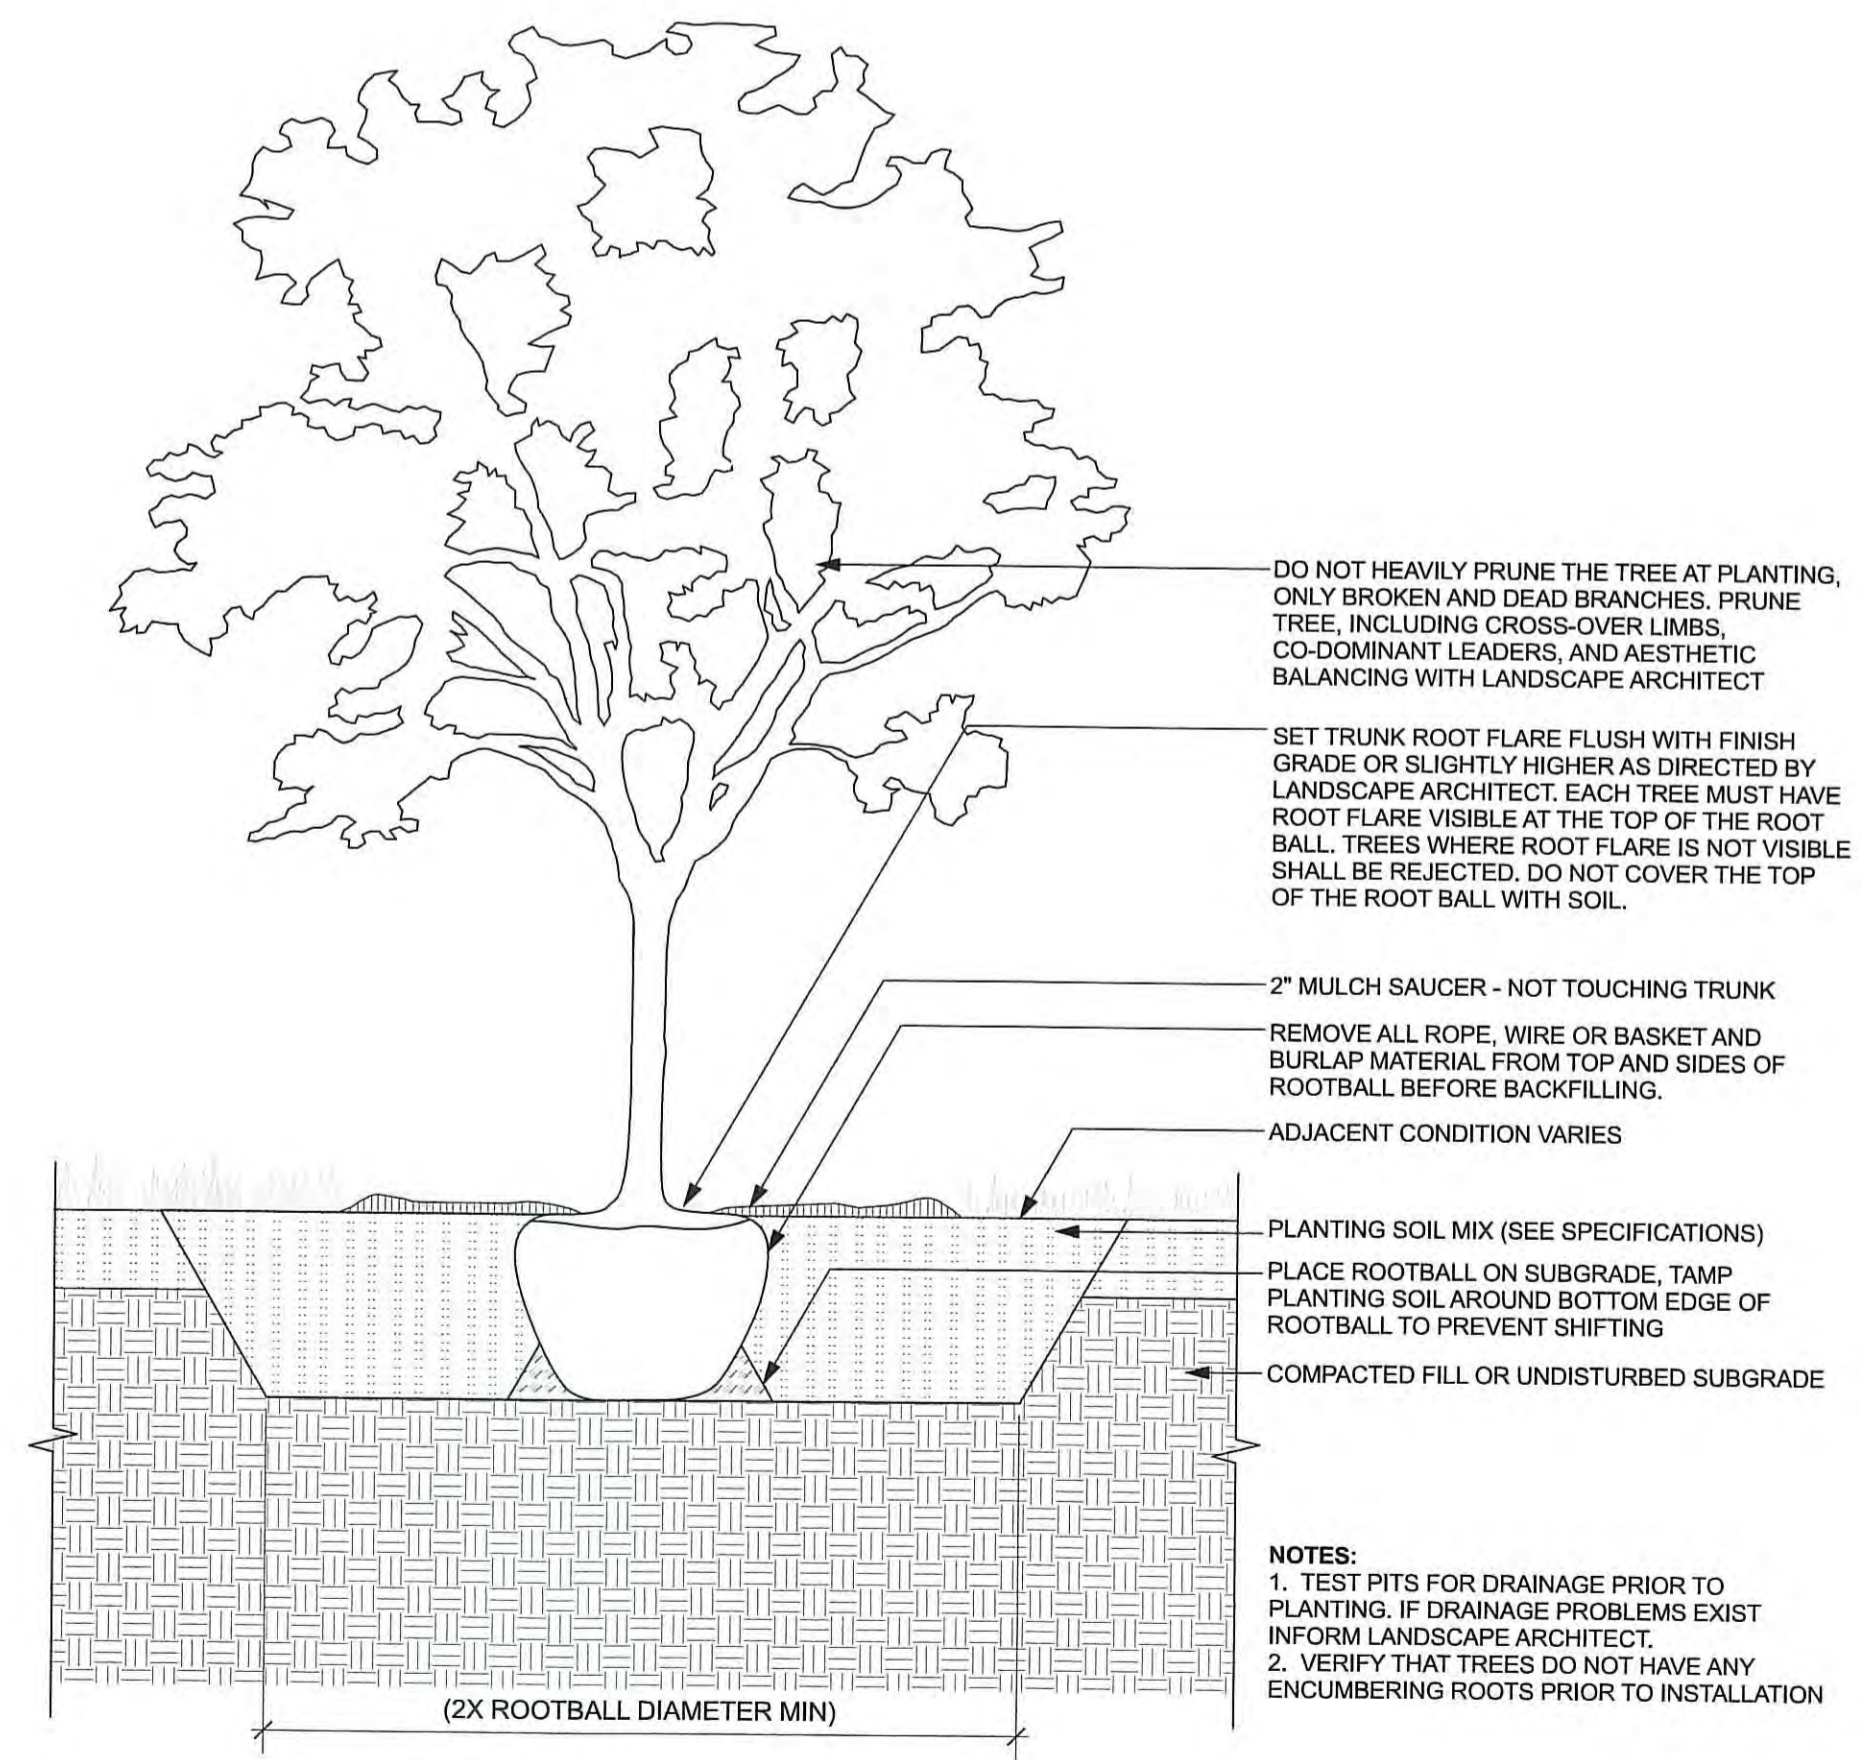 DO NOT HEAVILY PRUNE THE TREE AT PLANTING,
ONLY BROKEN AND DEAD BRANCHES. PRUNE
TREE, INCLUDING CROSS-OVER LIMBS,
CO-DOMINANT LEADERS, AND AESTHETIC
BALANCING WITH LANDSCAPE ARCHITECT
SET TRUNK ROOT FLARE FLUSH WITH FINISH
GRADE OR SLIGHTLY HIGHER AS DIRECTED BY
LANDSCAPE ARCHITECT. EACH TREE MUST HAVE
ROOT FLARE VISIBLE AT THE TOP OF THE ROOT
BALL. TREES WHERE ROOT FLARE IS NOT VISIBLE
SHALL BE REJECTED. DO NOT COVER THE TOP
OF THE ROOT BALL WITH SOIL.
2" MULCH SAUCER - NOT TOUCHING TRUNK
REMOVE ALL ROPE, WIRE OR BASKET AND
BURLAP MATERIAL FROM TOP AND SIDES OF
ROOTBALL BEFORE BACKFILLING.
ADJACENT CONDITION VARIES
PLANTING SOIL MIX (SEE SPECIFICATIONS)
PLACE ROOTBALL ON SUBGRADE, TAMP
PLANTING SOIL AROUND BOTTOM EDGE OF
ROOTBALL TO PREVENT SHIFTING
COMPACTED FILL OR UNDISTURBED SUBGRADE
NOTES:
1. TEST PITS FOR DRAINAGE PRIOR TO
PLANTING. IF DRAINAGE PROBLEMS EXIST
INFORM LANDSCAPE ARCHITECT.
2. VERIFY THAT TREES DO NOT HAVE ANY
ENCUMBERING ROOTS PRIOR TO INSTALLATION
(2X ROOTBALL DIAMETER MIN)